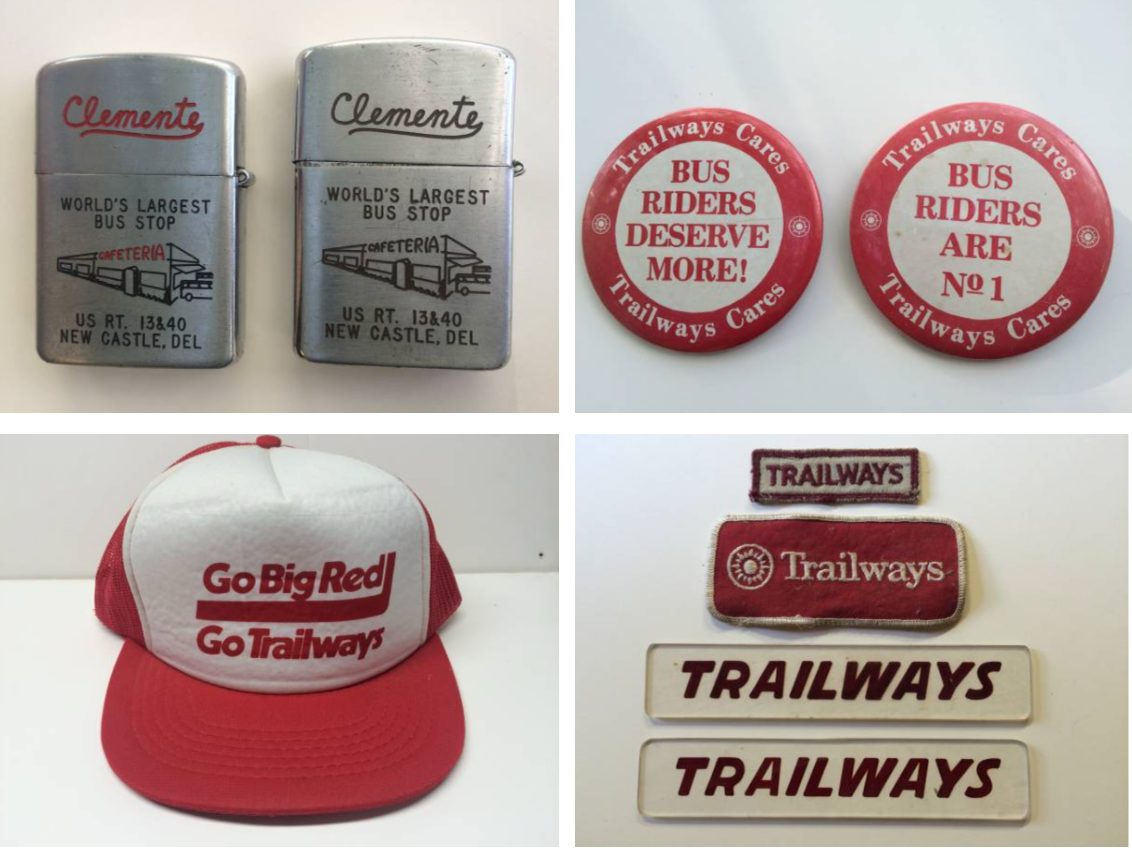 Clemente
WORLD'S LARGEST
BUS STOP
CAFETERIA
US RT. 13&40
NEW CASTLE, DEL
Clemente
WORLD'S LARGEST
BUS STOP
CAFETERIA
US RT. 13&40
NEW CASTLE, DEL
Trailways Cares
BUS
RIDERS
DESERVE
MORE!
Trailways Cares
Trailways Cares
BUS
RIDERS
ARE
Nº 1
Trailways Cares
Go Big Red
Go Trailways
TRAILWAYS
Trailways
TRAILWAYS
TRAILWAYS